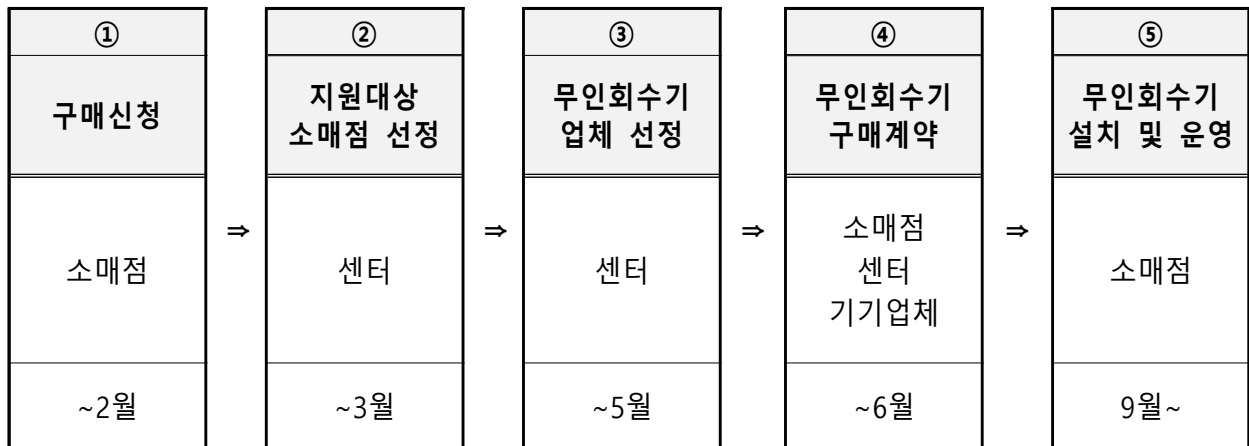 ①
구매신청
소매점
~2월
⇒
②
지원대상
소매점 선정
센터
~3월
⇒
③
무인회수기
업체 선정
센터
~5월
⇒
④
무인회수기
구매계약
소매점
센터
기기업체
~6월
⇒
⑤
무인회수기
설치 및 운영
소매점
9월~